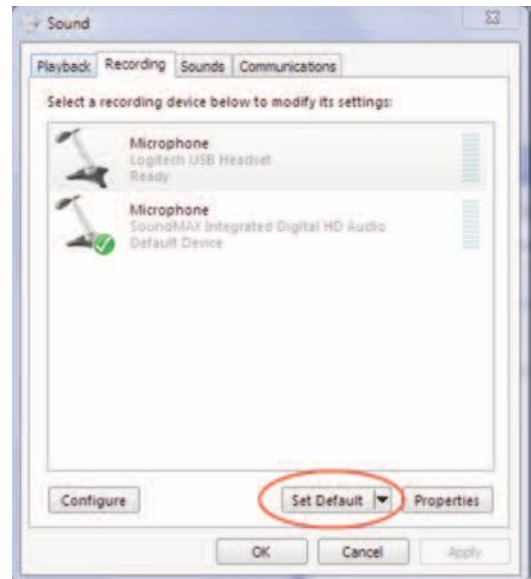 Sound
Playback Recording Sounds Communications
Select a recording device below to modify its settings:
Microphone
Logitech USB Headset
Ready
Microphone
SoundMAX Integrated Digital HD Audio
Default Device
Configure Set Default Properties
OK Cancel Apply